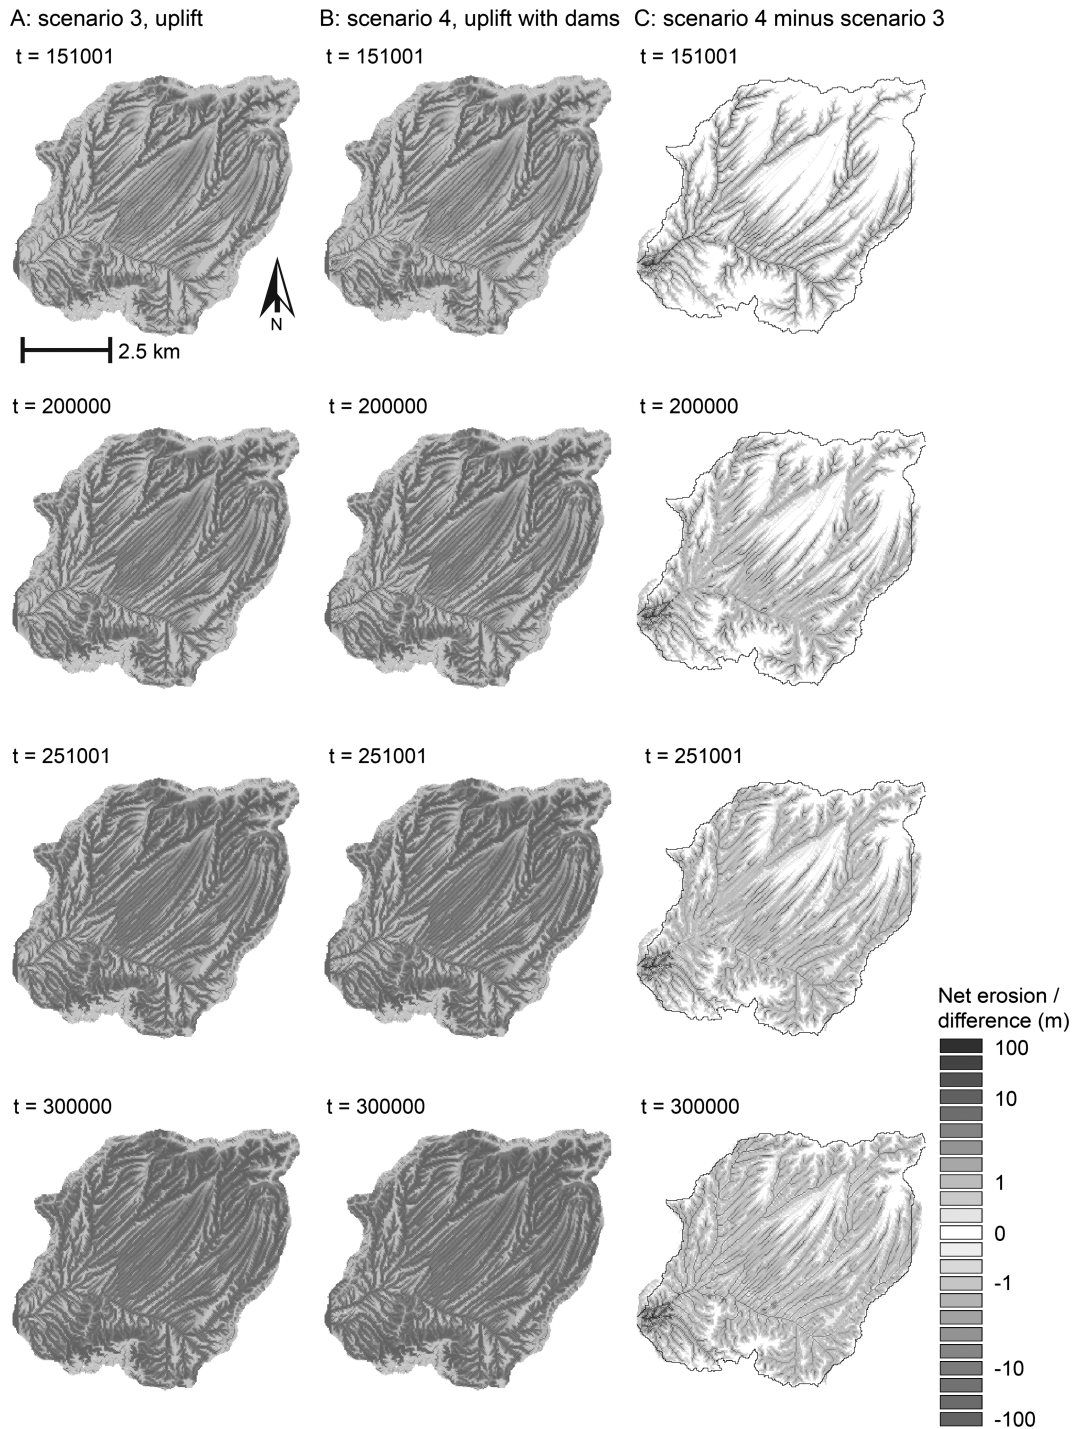 A: scenario 3, uplift
B: scenario 4, uplift with dams
C: scenario 4 minus scenario 3
t = 151001
t = 151001
t = 151001
N
2.5 km
t = 200000
t = 200000
t = 200000
t = 251001
t = 251001
t = 251001
Net erosion /
difference (m)
100
10
1
0
-1
-10
-100
t = 300000
t = 300000
t = 300000